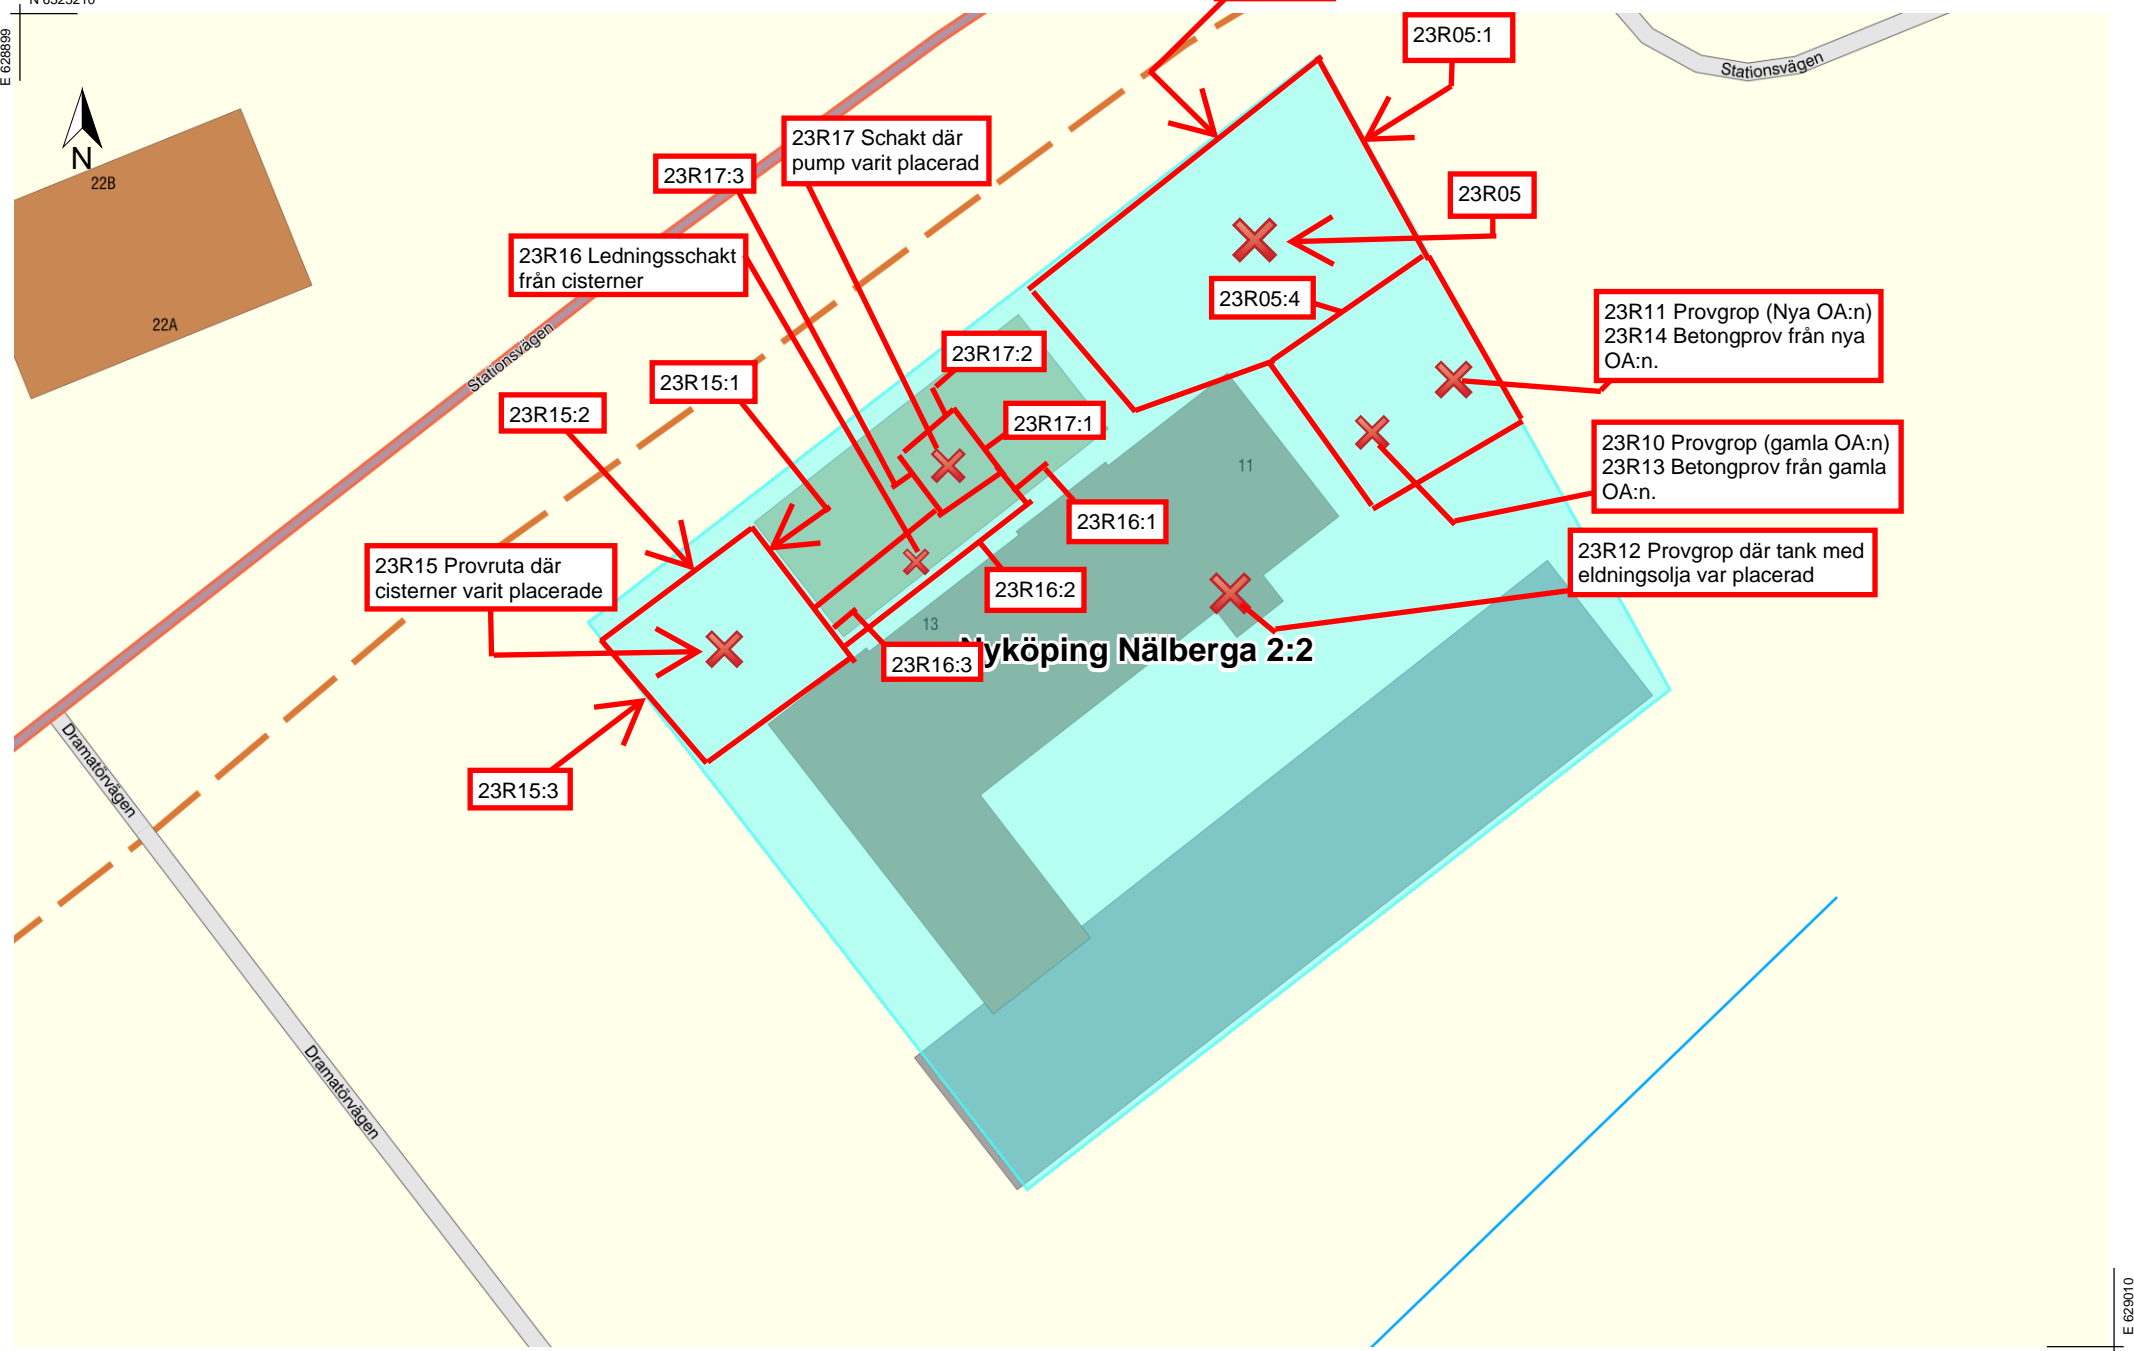 N 6525210
E 628899
23R05:1
Stationsvägen
N
22B
23R17 Schakt där
pump varit placerad
23R17:3
23R05
23R16 Ledningsschakt
från cisterner
23R05:4
22A
23R11 Provgrop (Nya OA:n)
23R14 Betongprov från nya
OA:n.
Stationsvägen
23R17:2
23R15:1
23R15:2
23R17:1
23R10 Provgrop (gamla OA:n)
23R13 Betongprov från gamla
OA:n.
11
23R16:1
23R15 Provruta där
cisterner varit placerade
23R12 Provgrop där tank med
eldningsolja var placerad
23R16:2
13
Nyköping Nälberga 2:2
23R16:3
Dramatörvägen
23R15:3
Dramatörvägen
E 629010